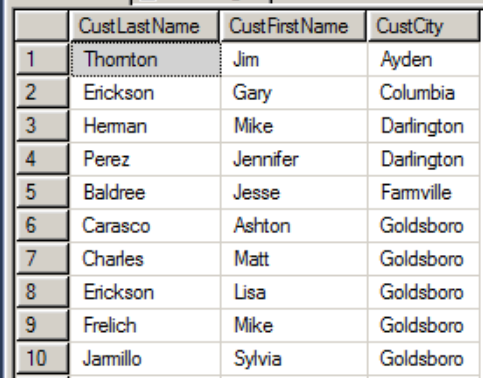 CustLastName CustFirstName CustCity
1 Thornton Jim Ayden
2 Erickson Gary Columbia
3 Herman Mike Darlington
4 Perez Jennifer Darlington
5 Baldree Jesse Farmville
6 Carasco Ashton Goldsboro
7 Charles Matt Goldsboro
8 Erickson Lisa Goldsboro
9 Frelich Mike Goldsboro
10 Jarmillo Sylvia Goldsboro